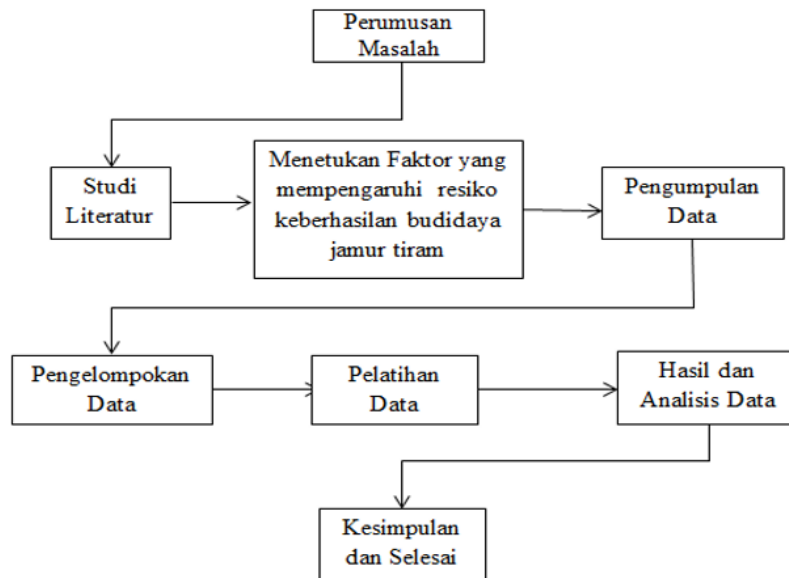 Perumusan
Masalah
Studi
Literatur
Menetukan Faktor yang
mempengaruhi resiko
keberhasilan budidaya
jamur tiram
Pengumpulan
Data
Pengelompokan
Data
Pelatihan
Data
Hasil dan
Analisis Data
Kesimpulan
dan Selesai